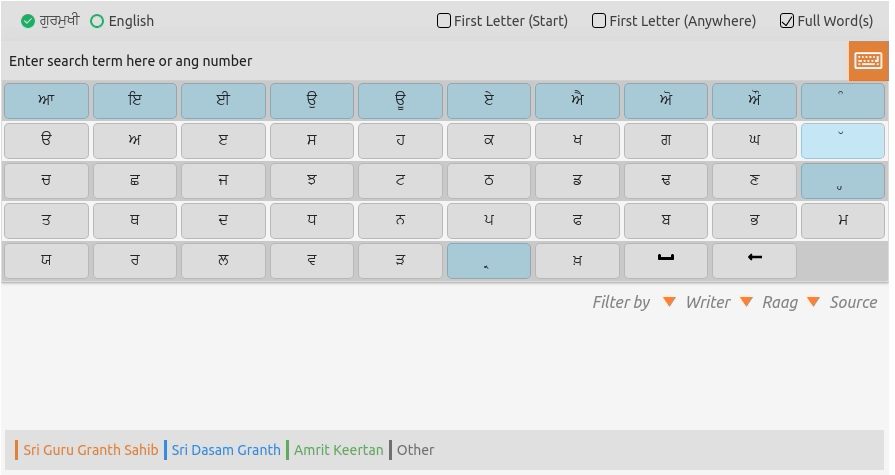 ਗੁਰਮੁਖੀ English First Letter (Start) First Letter (Anywhere) Full Word(s)
Enter search term here or ang number
ਆ ਇ ਈ ਉ ਊ ਏ ਐ ਓ ਔ ੰ
ੳ ਅ ੲ ਸ ਹ ਕ ਖ ਗ ਘ ੱ
ਚ ਛ ਜ ਝ ਟ ਠ ਡ ਢ ਣ
ਤ ਥ ਦ ਧ ਨ ਪ ਫ ਬ ਭ ਮ
ਯ ਰ ਲ ਵ ੜ ਖ਼
Filter by Writer Raag Source
Sri Guru Granth Sahib Sri Dasam Granth Amrit Keertan Other